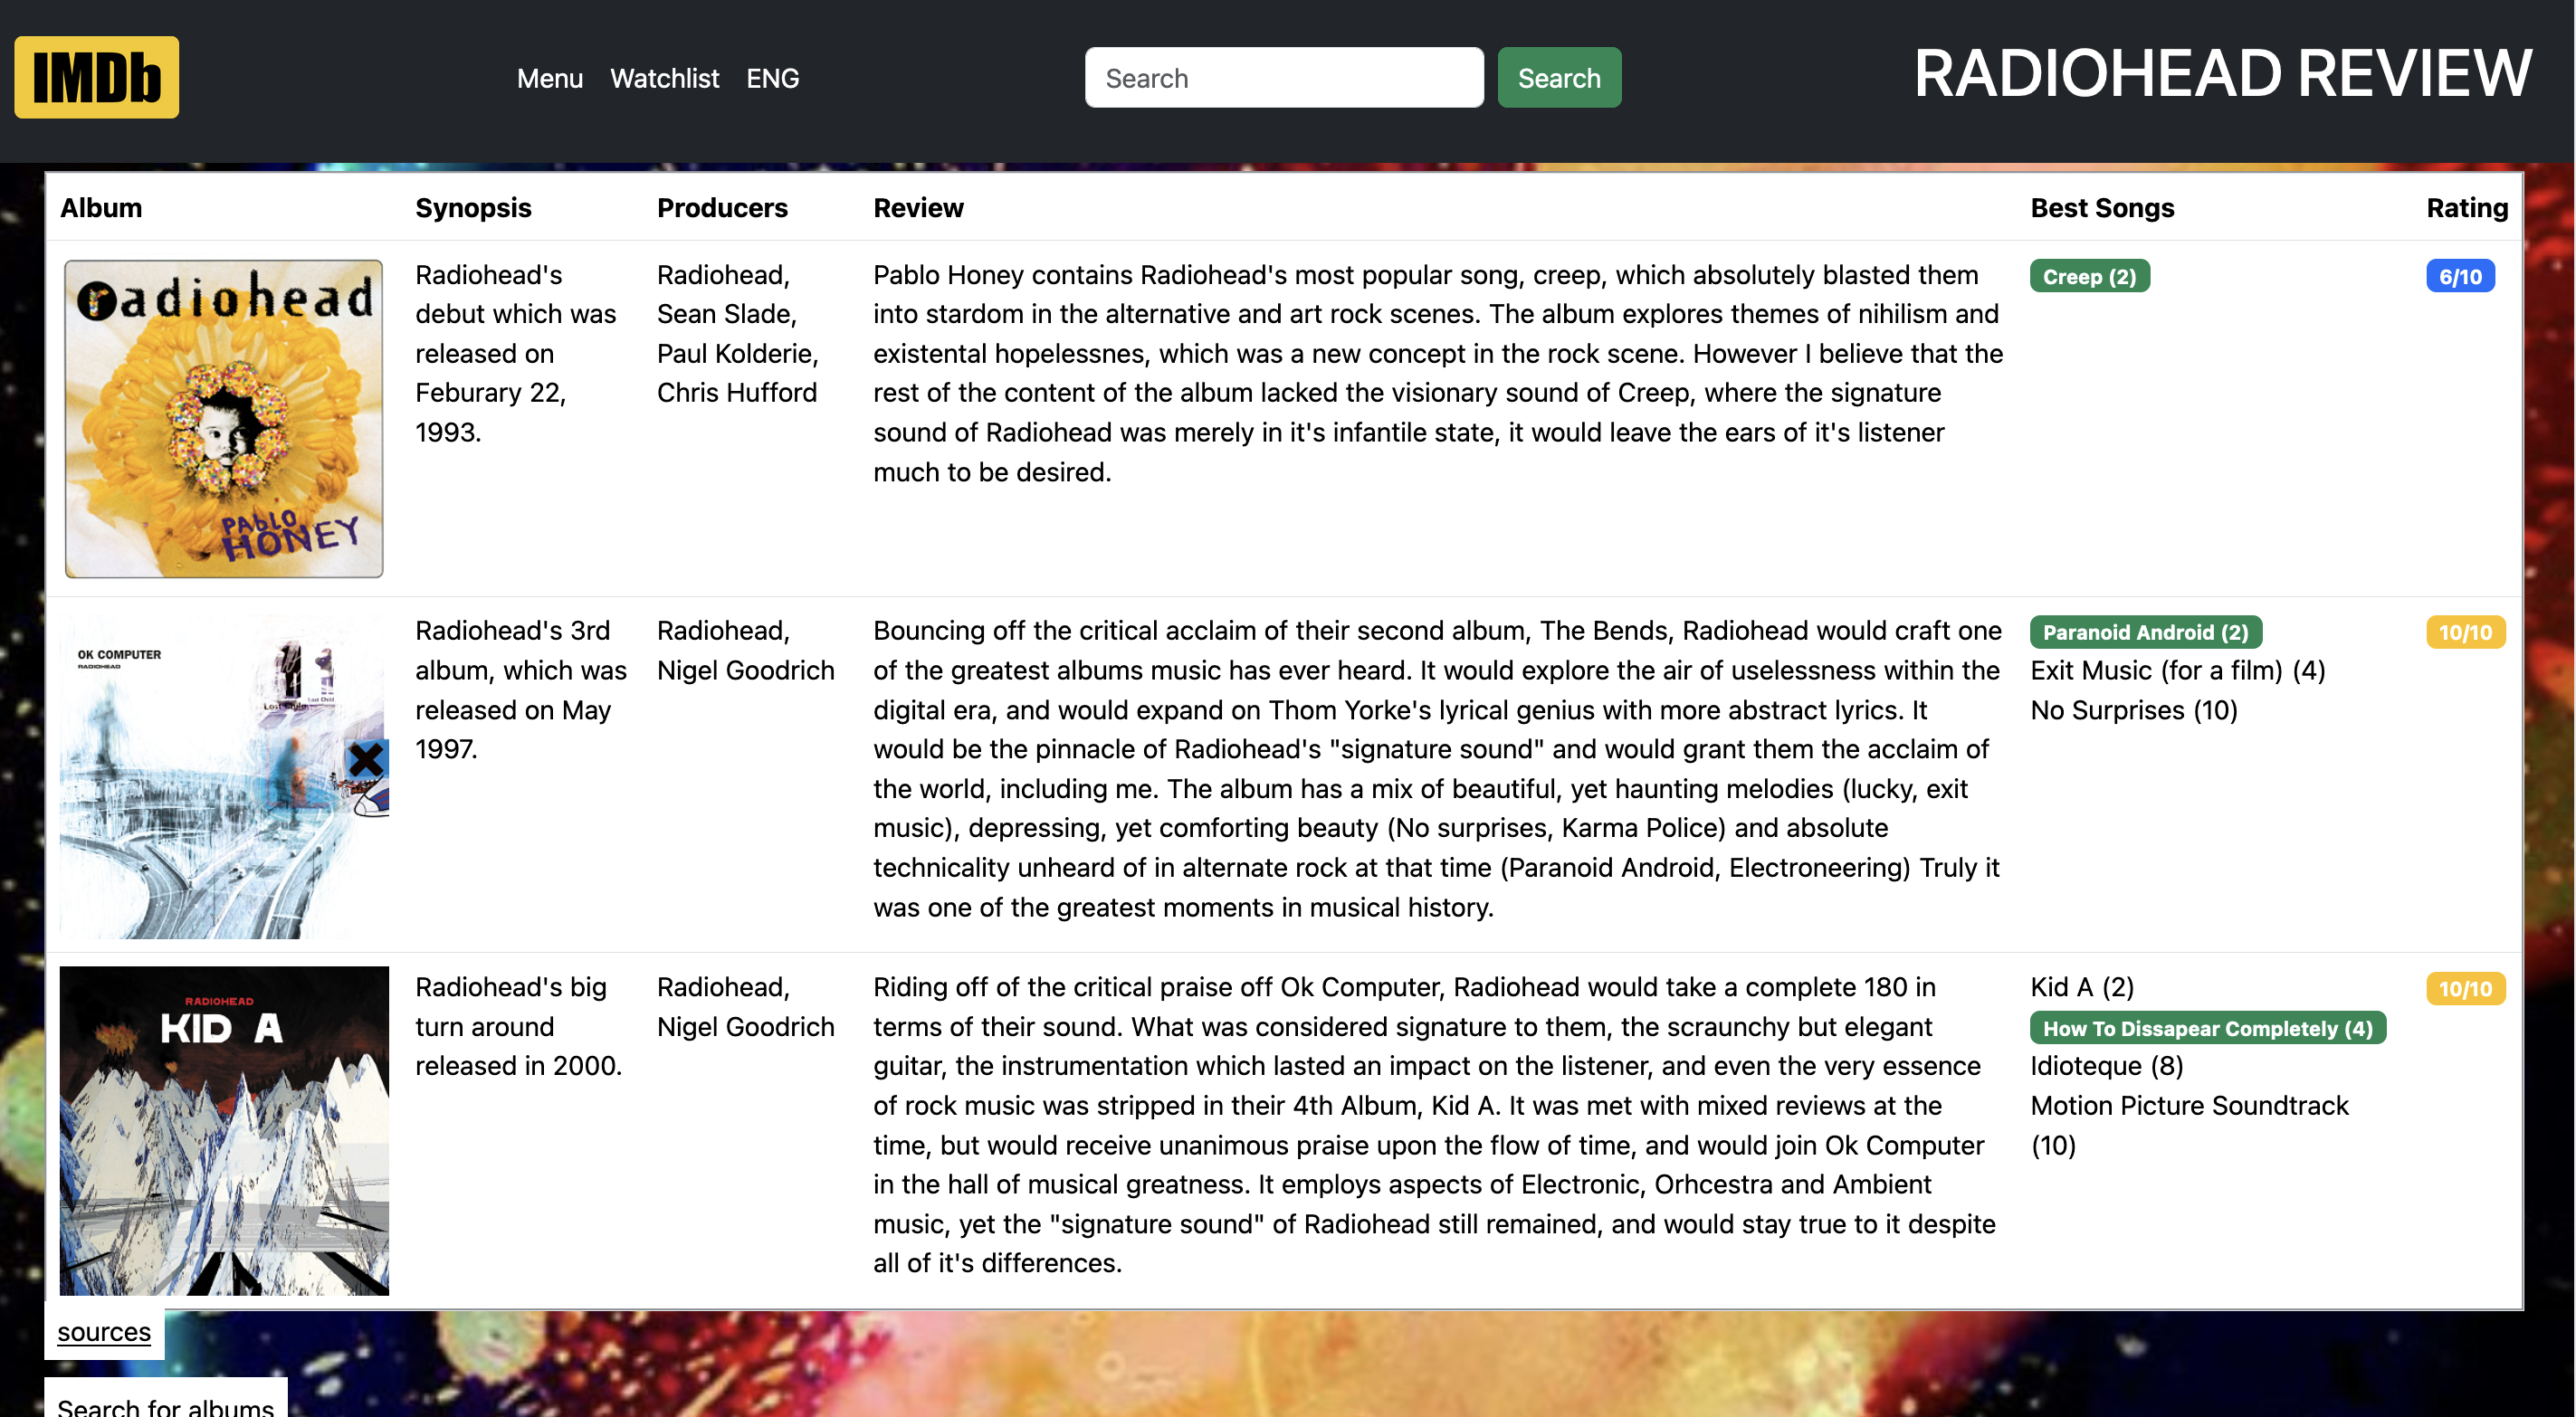 IMDb
Menu Watchlist ENG
Search
Search
RADIOHEAD REVIEW
Album Synopsis Producers Review Best Songs Rating
radiohead
PABLO
HONEY
Radiohead's
debut which was
released on
Feburary 22,
1993.
Radiohead,
Sean Slade,
Paul Kolderie,
Chris Hufford
Pablo Honey contains Radiohead's most popular song, creep, which absolutely blasted them
into stardom in the alternative and art rock scenes. The album explores themes of nihilism and
existental hopelessnes, which was a new concept in the rock scene. However I believe that the
rest of the content of the album lacked the visionary sound of Creep, where the signature
sound of Radiohead was merely in it's infantile state, it would leave the ears of it's listener
much to be desired.
Creep (2)
6/10
OK COMPUTER
RADIOHEAD
Lost Child
Radiohead's 3rd
album, which was
released on May
1997.
Radiohead,
Nigel Goodrich
Bouncing off the critical acclaim of their second album, The Bends, Radiohead would craft one
of the greatest albums music has ever heard. It would explore the air of uselessness within the
digital era, and would expand on Thom Yorke's lyrical genius with more abstract lyrics. It
would be the pinnacle of Radiohead's "signature sound" and would grant them the acclaim of
the world, including me. The album has a mix of beautiful, yet haunting melodies (lucky, exit
music), depressing, yet comforting beauty (No surprises, Karma Police) and absolute
technicality unheard of in alternate rock at that time (Paranoid Android, Electroneering) Truly it
was one of the greatest moments in musical history.
Paranoid Android (2)
Exit Music (for a film) (4)
No Surprises (10)
10/10
RADIOHEAD
KID A
Radiohead's big
turn around
released in 2000.
Radiohead,
Nigel Goodrich
Riding off of the critical praise off Ok Computer, Radiohead would take a complete 180 in
terms of their sound. What was considered signature to them, the scraunchy but elegant
guitar, the instrumentation which lasted an impact on the listener, and even the very essence
of rock music was stripped in their 4th Album, Kid A. It was met with mixed reviews at the
time, but would receive unanimous praise upon the flow of time, and would join Ok Computer
in the hall of musical greatness. It employs aspects of Electronic, Orhcestra and Ambient
music, yet the "signature sound" of Radiohead still remained, and would stay true to it despite
all of it's differences.
Kid A (2)
How To Dissapear Completely (4)
Idioteque (8)
Motion Picture Soundtrack
(10)
10/10
sources
Search for albums